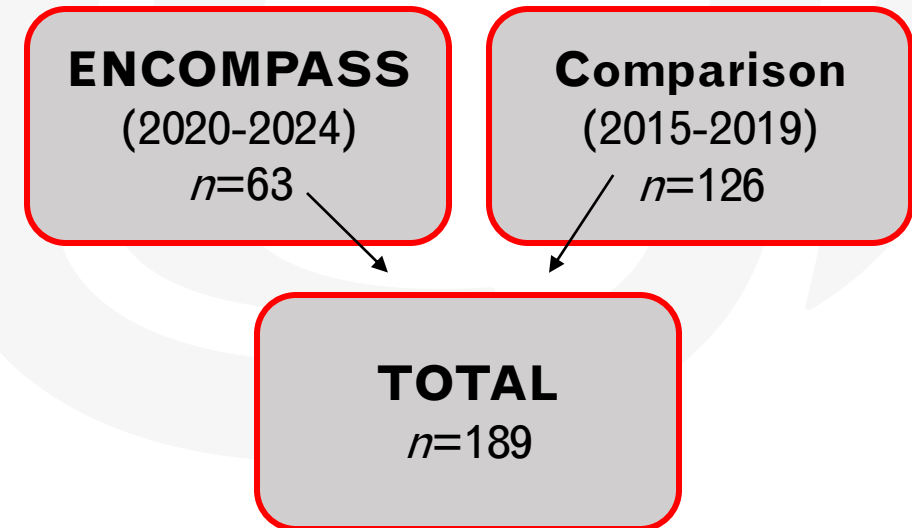 ENCOMPASS
(2020-2024)
n=63
Comparison
(2015-2019)
n=126
TOTAL
n=189